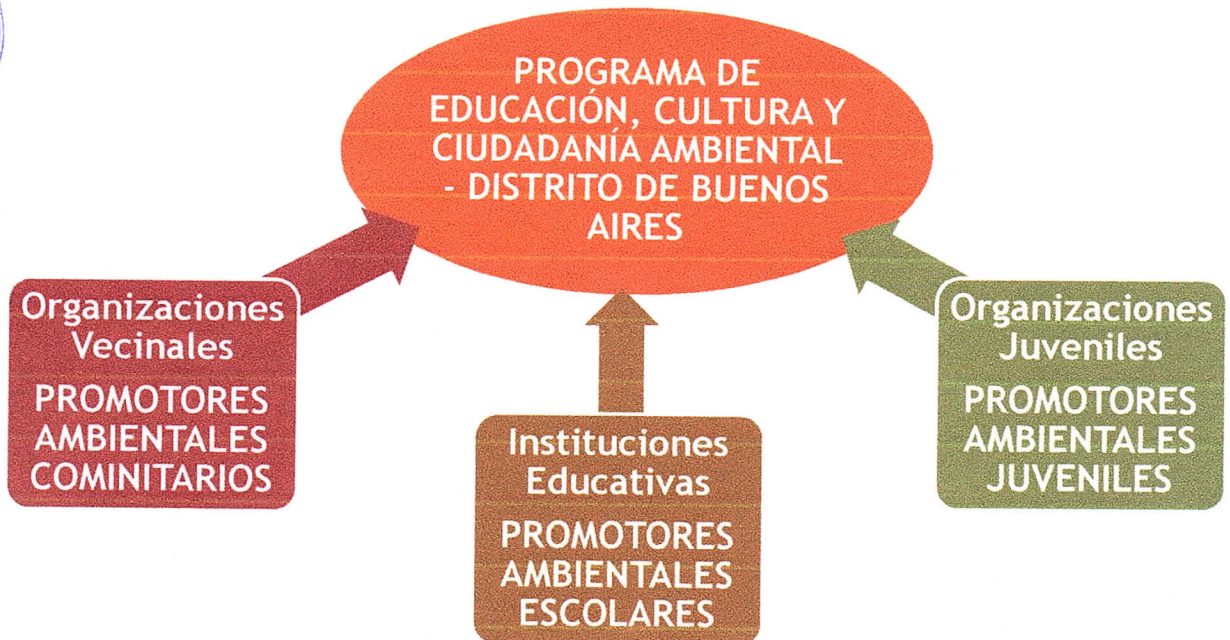 PROGRAMA DE
EDUCACIÓN, CULTURA Y
CIUDADANÍA AMBIENTAL
- DISTRITO DE BUENOS
AIRES
Organizaciones
Vecinales
PROMOTORES
AMBIENTALES
COMINITARIOS
Instituciones
Educativas
PROMOTORES
AMBIENTALES
ESCOLARES
Organizaciones
Juveniles
PROMOTORES
AMBIENTALES
JUVENILES